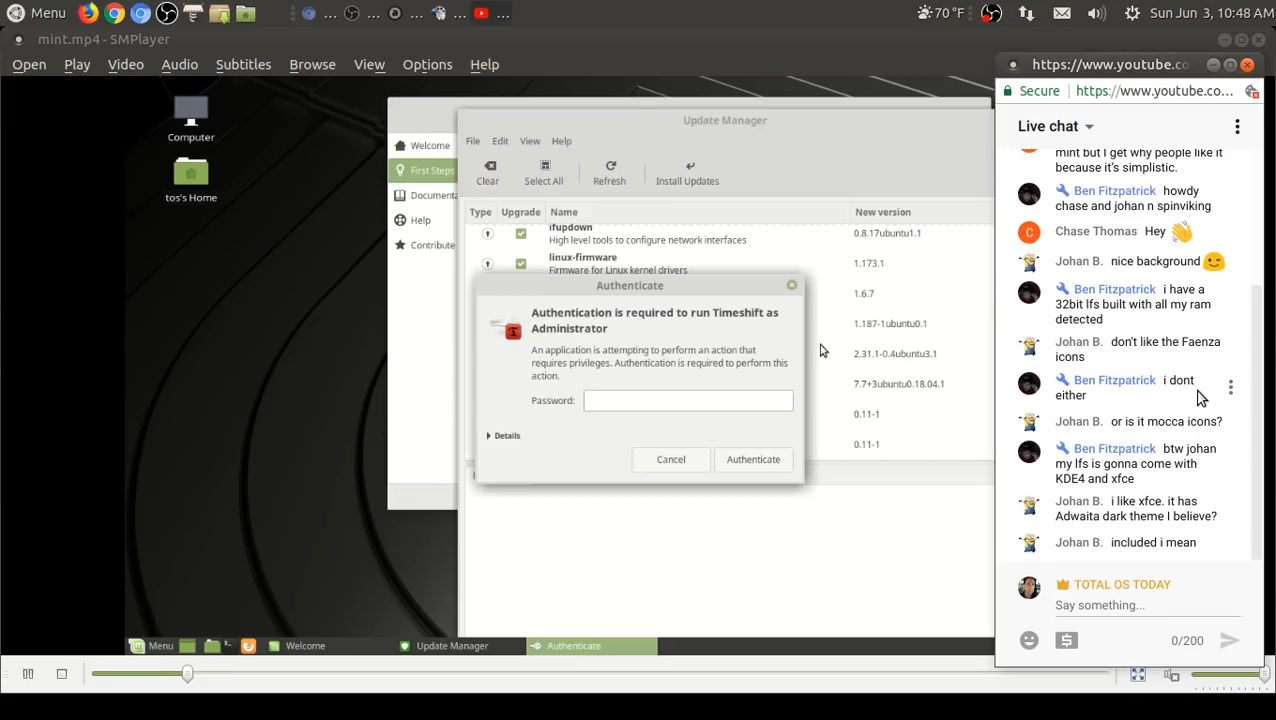 Menu
...
...
...
...
...
70 °F
Sun Jun 3, 10:48 AM
mint.mp4 - SMPlayer
Open Play Video Audio Subtitles Browse View Options Help
Computer
tos's Home
Welcome
First Steps
Documenta
Help
Contribute
Update Manager
File Edit View Help
Clear
Select All
Refresh
Install Updates
Type Upgrade Name New version
ifupdown
High level tools to configure network interfaces
0.8.17ubuntu1.1
linux-firmware
Firmware for Linux kernel drivers
1.173.1
1.6.7
1.187-1ubuntu0.1
2.31.1-0.4ubuntu3.1
7.7+3ubuntu0.18.04.1
0.11-1
0.11-1
Authenticate
Authentication is required to run Timeshift as
Administrator
An application is attempting to perform an action that
requires privileges. Authentication is required to perform this
action.
Password:
Details
Cancel
Authenticate
Menu
Welcome
Update Manager
Authenticate
https://www.youtube.co
Secure https://www.youtube.co...
Live chat
mint but I get why people like it
because it's simplistic.
Ben Fitzpatrick howdy
chase and johan n spinviking
C
Chase Thomas Hey
Johan B. nice background
Ben Fitzpatrick i have a
32bit lfs built with all my ram
detected
Johan B. don't like the Faenza
icons
Ben Fitzpatrick i dont
either
Johan B. or is it mocca icons?
Ben Fitzpatrick btw johan
my lfs is gonna come with
KDE4 and xfce
Johan B. i like xfce. it has
Adwaita dark theme I believe?
Johan B. included i mean
TOTAL OS TODAY
Say something...
0/200